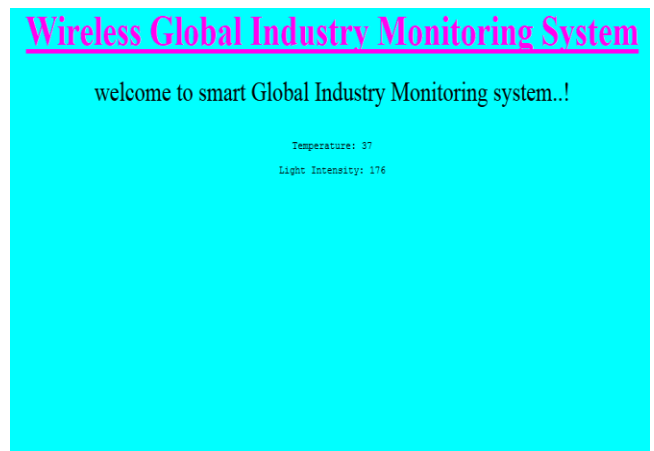 Wireless Global Industry Monitoring System
welcome to smart Global Industry Monitoring system..!
Temperature: 37
Light Intensity: 176